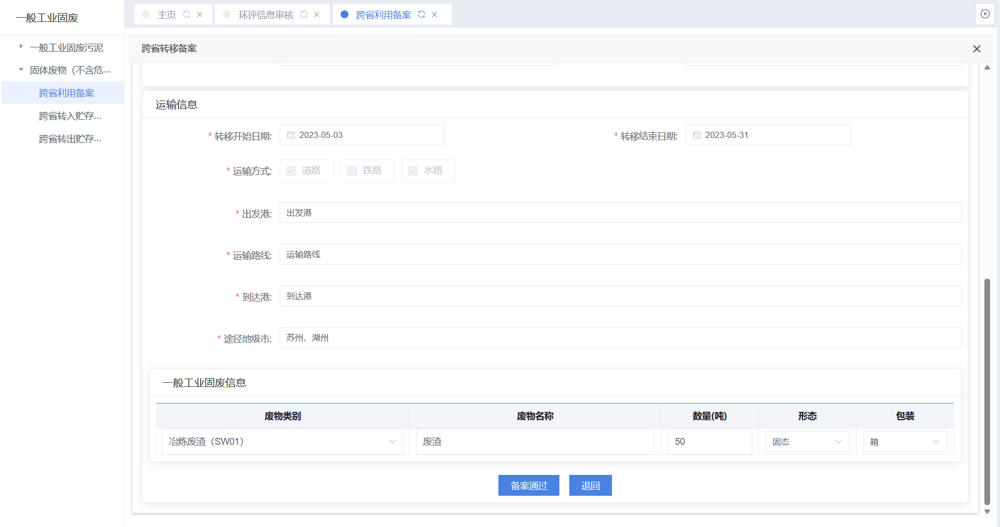 一般工业固废
主页
环评信息审核
跨省利用备案
一般工业固废污泥
固体废物（不含危...
跨省利用备案
跨省转入贮存...
跨省转出贮存...
跨省转移备案
运输信息
* 转移开始日期: 2023-05-03
* 转移结束日期: 2023-05-31
* 运输方式: 道路 铁路 水路
* 出发港: 出发港
* 运输路线: 运输路线
* 到达港: 到达港
* 途径地级市: 苏州、湖州
一般工业固废信息
废物类别 废物名称 数量(吨) 形态 包装
冶炼废渣（SW01） 废渣 50 固态 箱
备案通过 退回